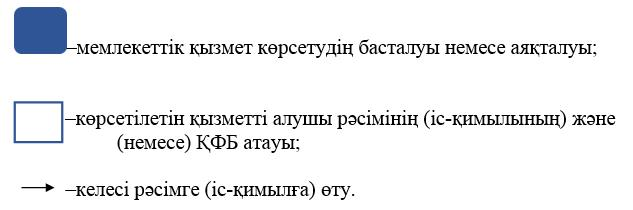 –мемлекеттік қызмет көрсетудің басталуы немесе аяқталуы;
–көрсетілетін қызметті алушы рәсімінің (іс-қимылының) және
(немесе) ҚФБ атауы;
–келесі рәсімге (іс-қимылға) өту.